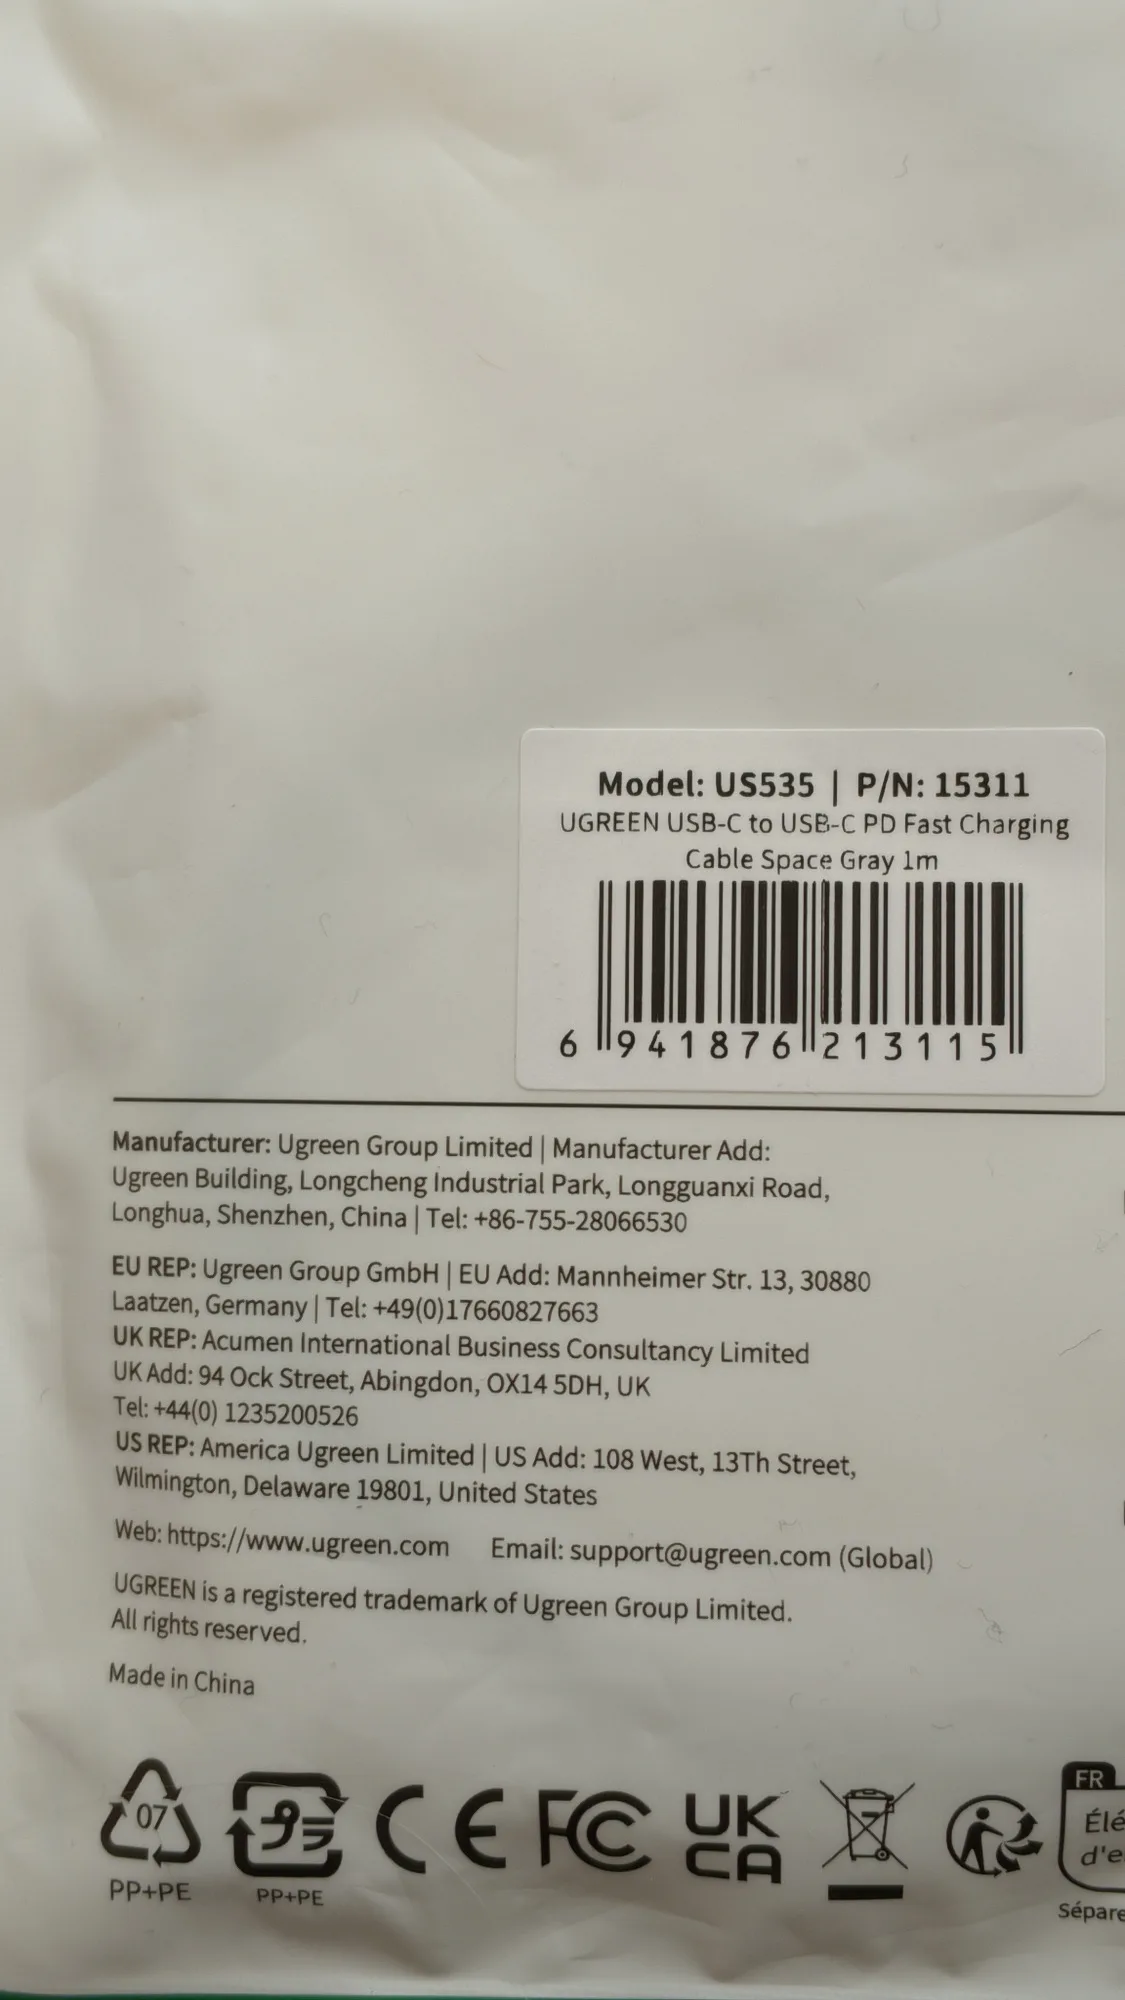 Model: US535 | P/N: 15311
UGREEN USB-C to USB-C PD Fast Charging
Cable Space Gray 1m
6 941876 213115
Manufacturer: Ugreen Group Limited | Manufacturer Add:
Ugreen Building, Longcheng Industrial Park, Longguanxi Road,
Longhua, Shenzhen, China | Tel: +86-755-28066530
EU REP: Ugreen Group GmbH | EU Add: Mannheimer Str. 13, 30880
Laatzen, Germany | Tel: +49(0)17660827663
UK REP: Acumen International Business Consultancy Limited
UK Add: 94 Ock Street, Abingdon, OX14 5DH, UK
Tel: +44(0) 1235200526
US REP: America Ugreen Limited | US Add: 108 West, 13Th Street,
Wilmington, Delaware 19801, United States
Web: https://www.ugreen.com Email: support@ugreen.com (Global)
UGREEN is a registered trademark of Ugreen Group Limited.
All rights reserved.
Made in China
07
PP+PE
プラ
PP+PE
CE
FC
UK
CA
FR
Élé
d'e
Sépare